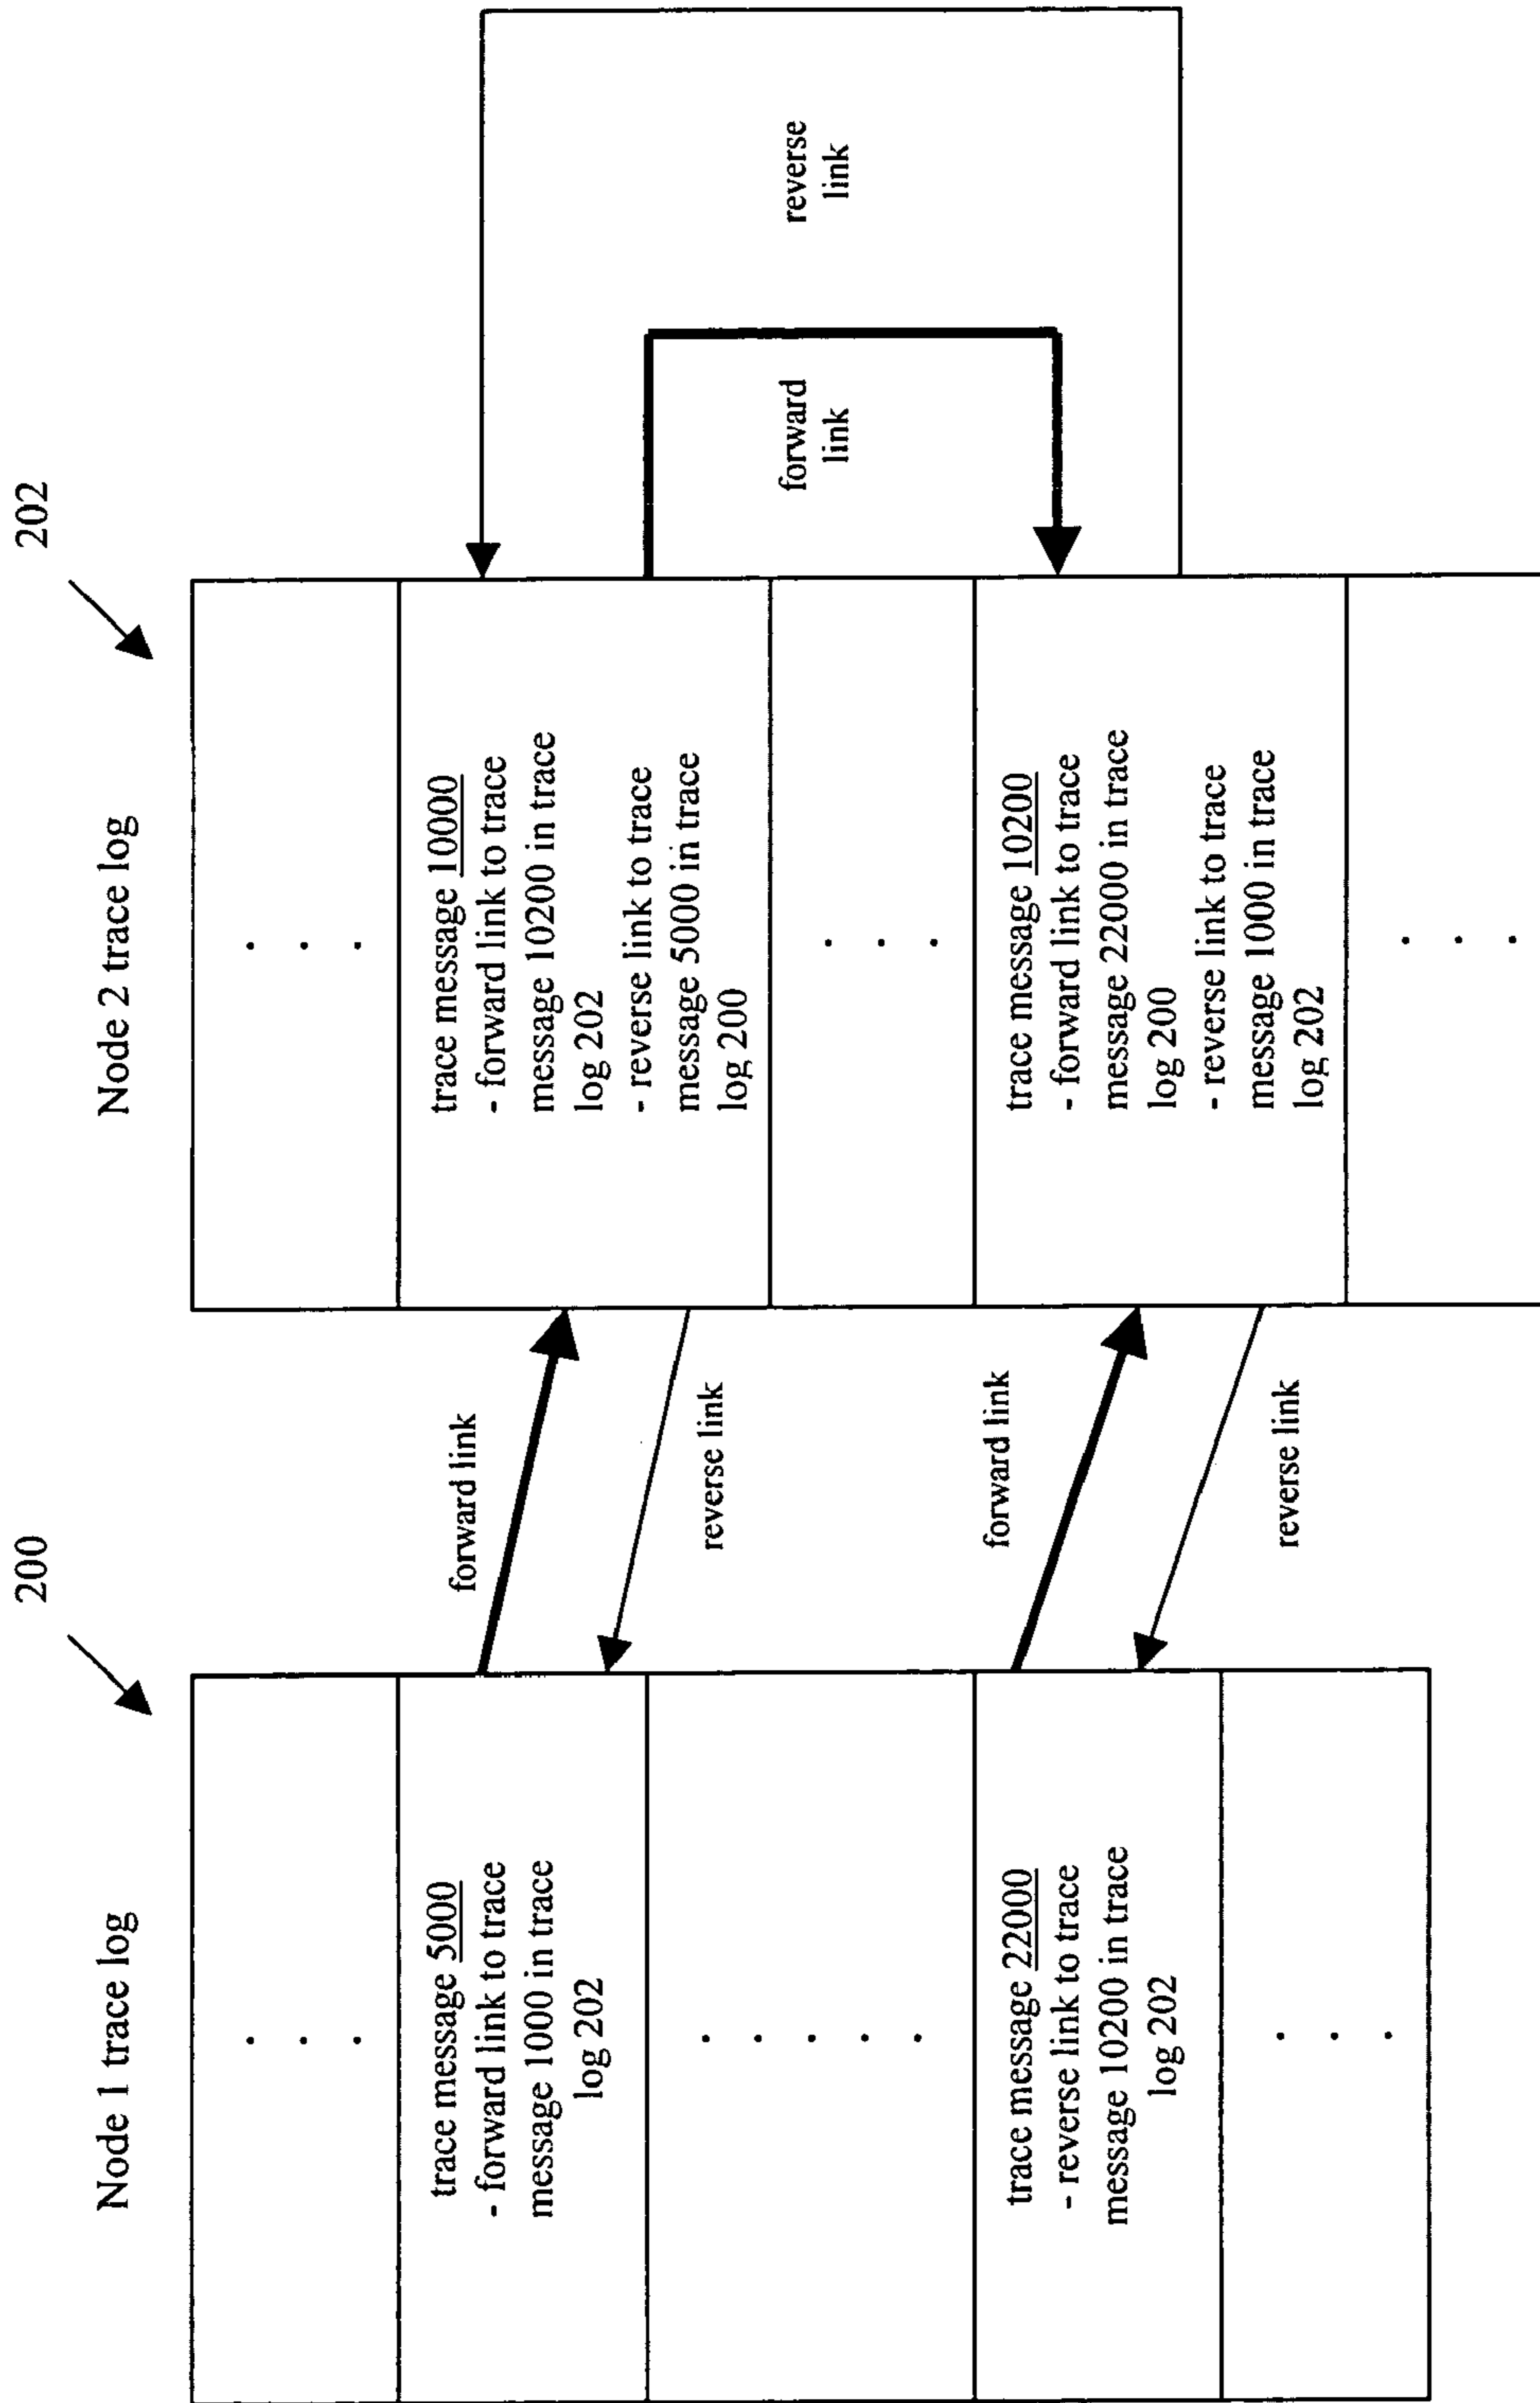 200
202
Node 1 trace log
Node 2 trace log
.
.
.
trace message 5000
- forward link to trace
message 1000 in trace
log 202
.
.
.
.
.
trace message 22000
- reverse link to trace
message 10200 in trace
log 202
.
.
.
forward link
reverse link
forward link
reverse link
.
.
.
trace message 10000
- forward link to trace
message 10200 in trace
log 202
- reverse link to trace
message 5000 in trace
log 200
.
.
.
trace message 10200
- forward link to trace
message 22000 in trace
log 200
- reverse link to trace
message 1000 in trace
log 202
.
.
.
forward
link
reverse
link